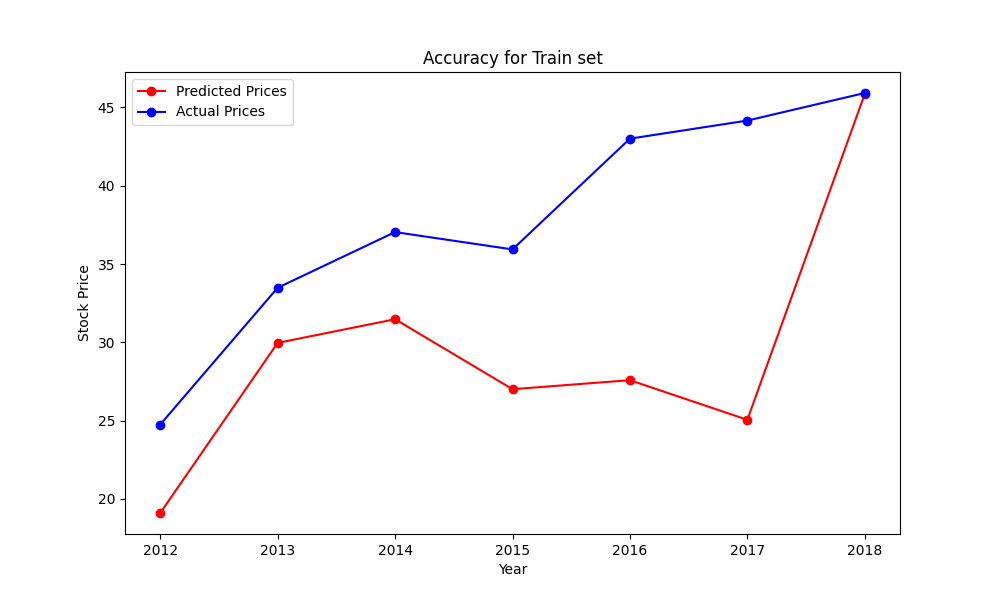 Accuracy for Train set
Predicted Prices
Actual Prices
45
40
35
30
25
20
Stock Price
2012 2013 2014 2015 2016 2017 2018
Year